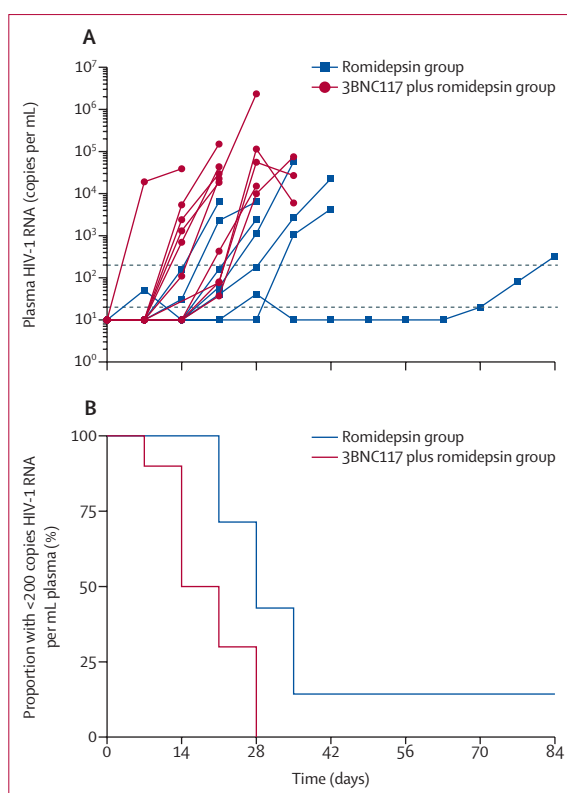 A
10⁷
10⁶
10⁵
10⁴
10³
10²
10¹
10⁰
Plasma HIV-1 RNA (copies per mL)
Romidepsin group
3BNC117 plus romidepsin group
B
100
75
50
25
0
Proportion with <200 copies HIV-1 RNA
per mL plasma (%)
Romidepsin group
3BNC117 plus romidepsin group
0
14
28
42
56
70
84
Time (days)